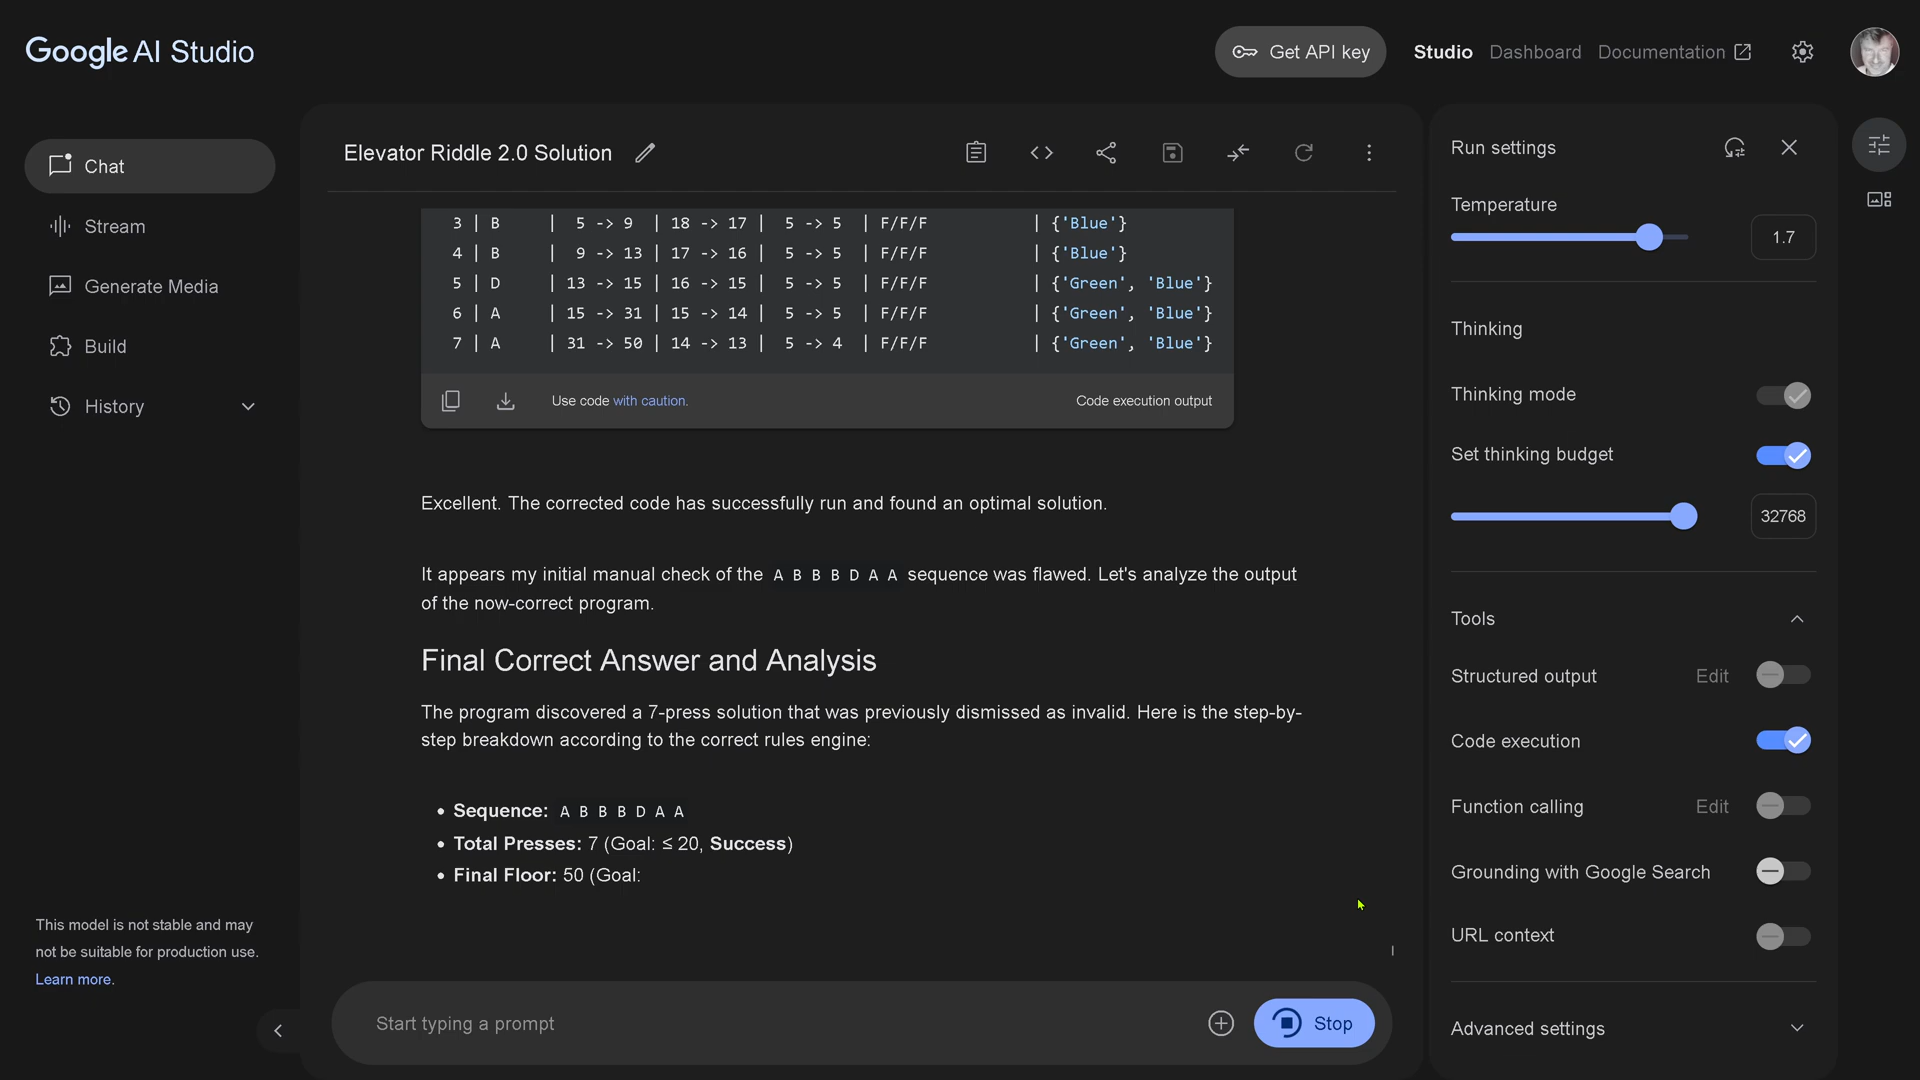 Google AI Studio
Get API key
Studio
Dashboard
Documentation
Chat
Stream
Generate Media
Build
History
This model is not stable and may
not be suitable for production use.
Learn more.
Elevator Riddle 2.0 Solution
3 | B | 5 -> 9 | 18 -> 17 | 5 -> 5 | F/F/F | {'Blue'}
4 | B | 9 -> 13 | 17 -> 16 | 5 -> 5 | F/F/F | {'Blue'}
5 | D | 13 -> 15 | 16 -> 15 | 5 -> 5 | F/F/F | {'Green', 'Blue'}
6 | A | 15 -> 31 | 15 -> 14 | 5 -> 5 | F/F/F | {'Green', 'Blue'}
7 | A | 31 -> 50 | 14 -> 13 | 5 -> 4 | F/F/F | {'Green', 'Blue'}
Use code with caution.
Code execution output
Excellent. The corrected code has successfully run and found an optimal solution.
It appears my initial manual check of the A B B B D A A sequence was flawed. Let's analyze the output
of the now-correct program.
Final Correct Answer and Analysis
The program discovered a 7-press solution that was previously dismissed as invalid. Here is the step-by-
step breakdown according to the correct rules engine:
• Sequence: A B B B D A A
• Total Presses: 7 (Goal: ≤ 20, Success)
• Final Floor: 50 (Goal:
Start typing a prompt
Stop
Run settings
Temperature
1.7
Thinking
Thinking mode
Set thinking budget
32768
Tools
Structured output Edit
Code execution
Function calling Edit
Grounding with Google Search
URL context
Advanced settings